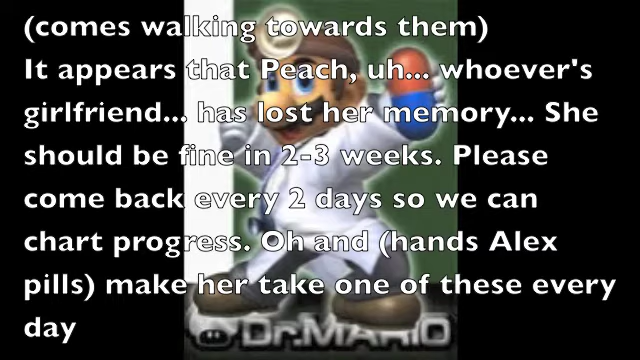 (comes walking towards them)
It appears that Peach, uh... whoever's
girlfriend... has lost her memory... She
should be fine in 2-3 weeks. Please
come back every 2 days so we can
chart progress. Oh and (hands Alex
pills) make her take one of these every
day
Dr.MARIO